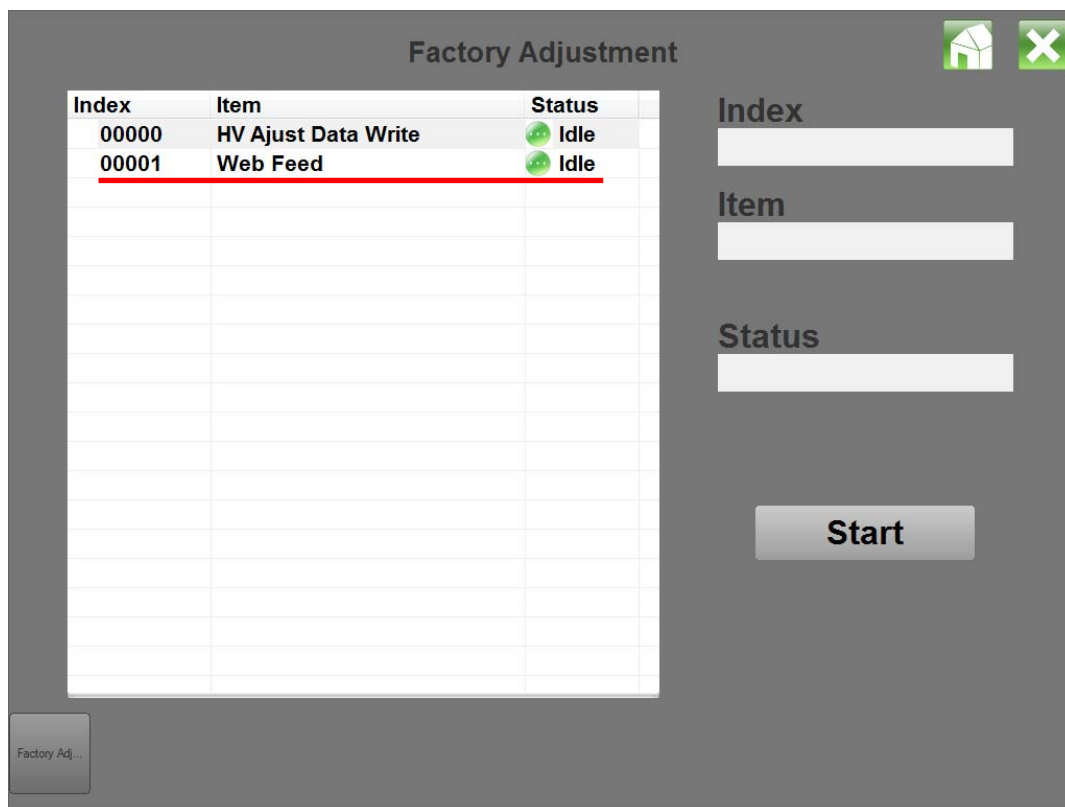 Factory Adjustment
Index Item Status
00000 HV Ajust Data Write Idle
00001 Web Feed Idle
Index
Item
Status
Start
Factory Adj...